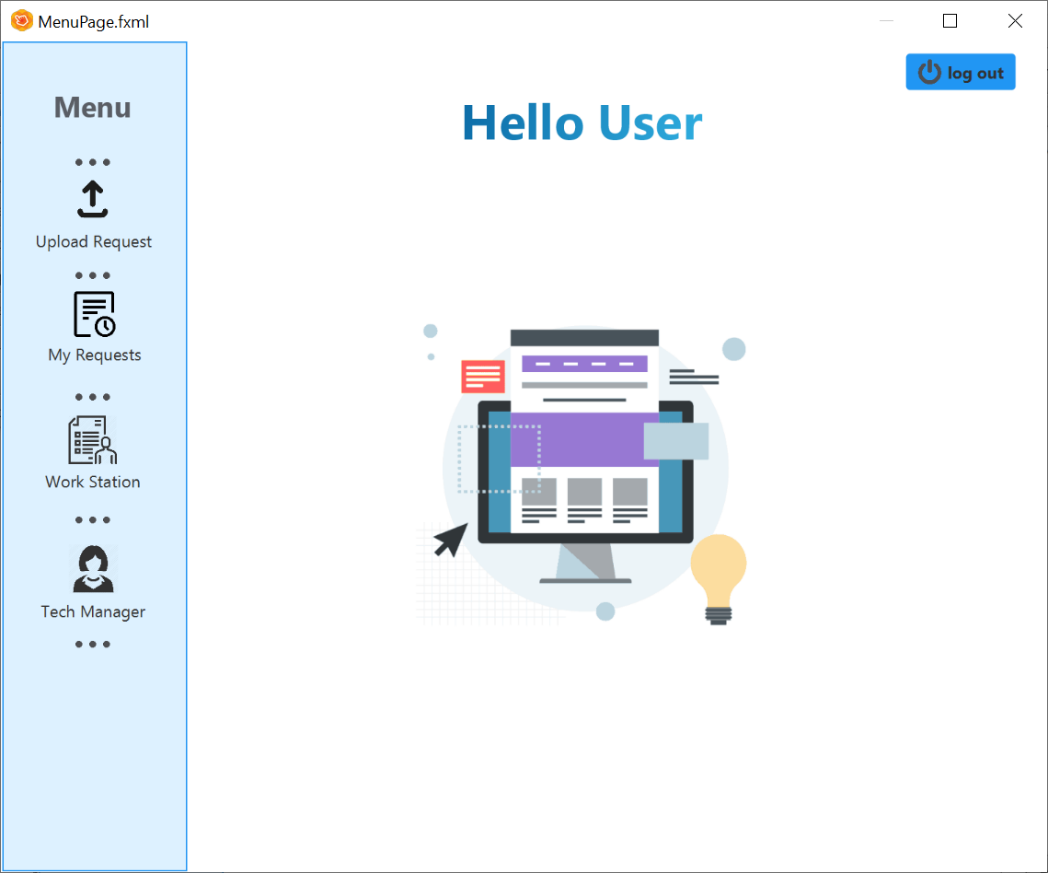 MenuPage.fxml
log out
Menu
Hello User
Upload Request
My Requests
Work Station
Tech Manager